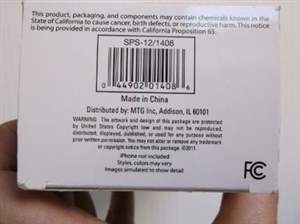 This product, packaging, and components may contain chemicals known to the
State of California to cause cancer, birth defects, or reproductive harm. This notice
is being provided in accordance with California Proposition 65.
SPS-12/1408
0 44902 01408 6
Made in China
Distributed by: MTG Inc, Addison, IL 60101
WARNING: The artwork and design of this package are protected
by United States Copyright law and may not be reproduced,
distributed, displayed, published, or used for any purpose without
prior written permission. You may not alter or remove any trademark
or copyright notice from this package. ©2011.
iPhone not included
Styles, colors may vary
Images simulated to show detail
FC